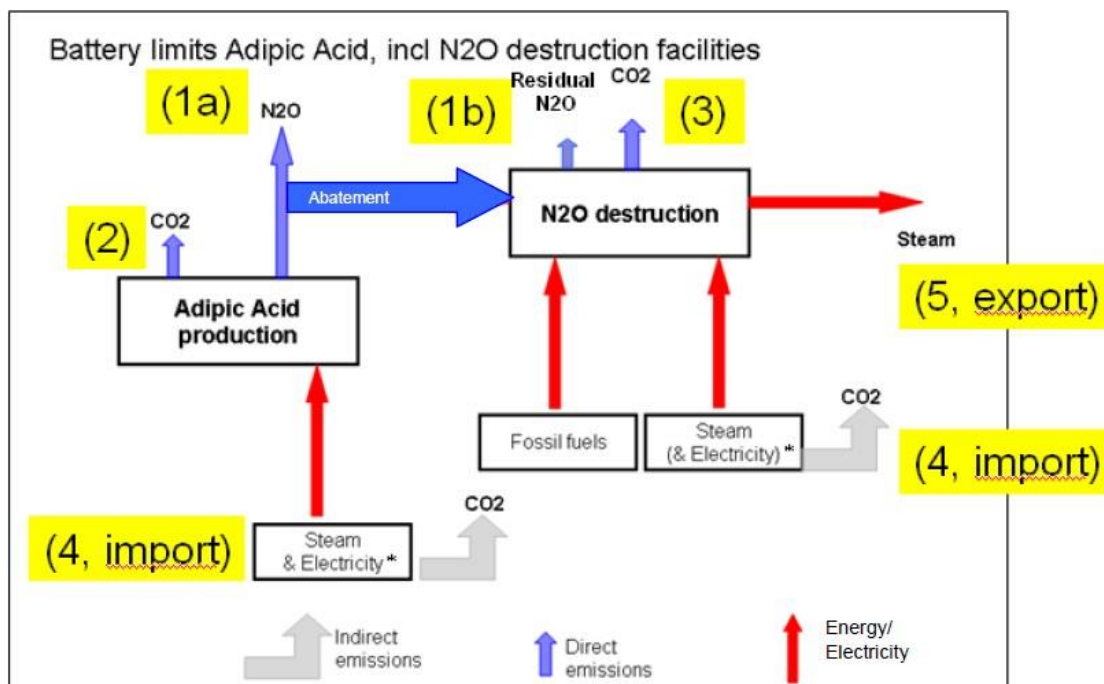 Battery limits Adipic Acid, incl N2O destruction facilities
(1a)
N2O
(1b)
Residual
N2O
CO2
(3)
Abatement
N2O destruction
Steam
(5, export)
(2)
CO2
Adipic Acid
production
Fossil fuels
Steam
(& Electricity) *
CO2
(4, import)
(4, import)
Steam
& Electricity *
CO2
Indirect
emissions
Direct
emissions
Energy/
Electricity